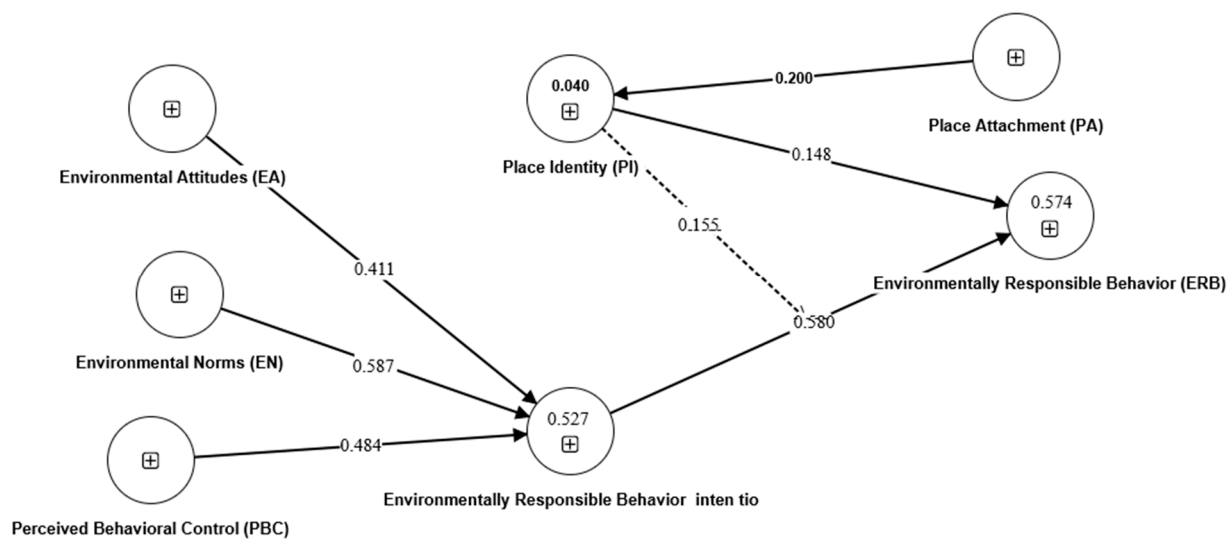 0.040
0.200
Place Attachment (PA)
Environmental Attitudes (EA)
Place Identity (PI)
0.148
0.574
0.155
0.411
Environmentally Responsible Behavior (ERB)
0.580
Environmental Norms (EN)
0.587
0.527
0.484
Environmentally Responsible Behavior inten tio
Perceived Behavioral Control (PBC)